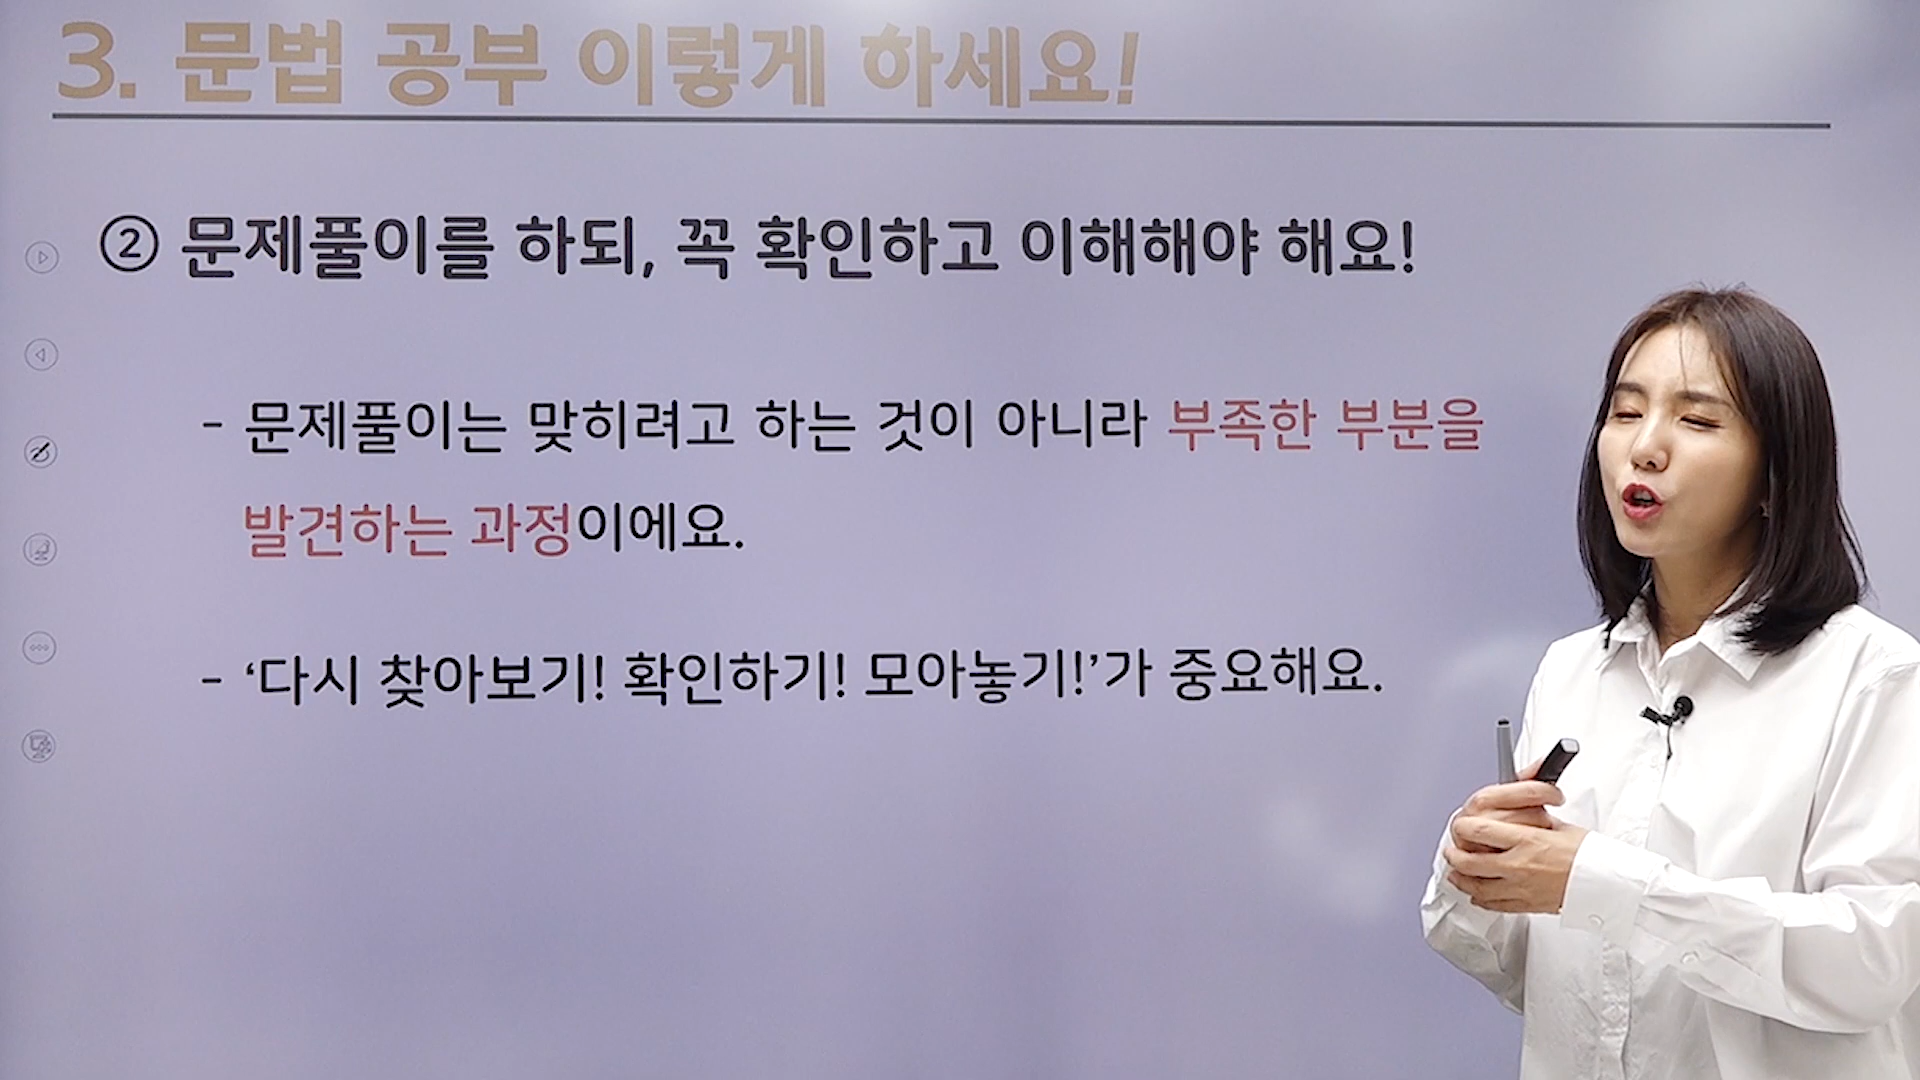 3. 문법 공부 이렇게 하세요!
② 문제풀이를 하되, 꼭 확인하고 이해해야 해요!
- 문제풀이는 맞히려고 하는 것이 아니라 부족한 부분을
발견하는 과정이에요.
- ‘다시 찾아보기! 확인하기! 모아놓기!’가 중요해요.